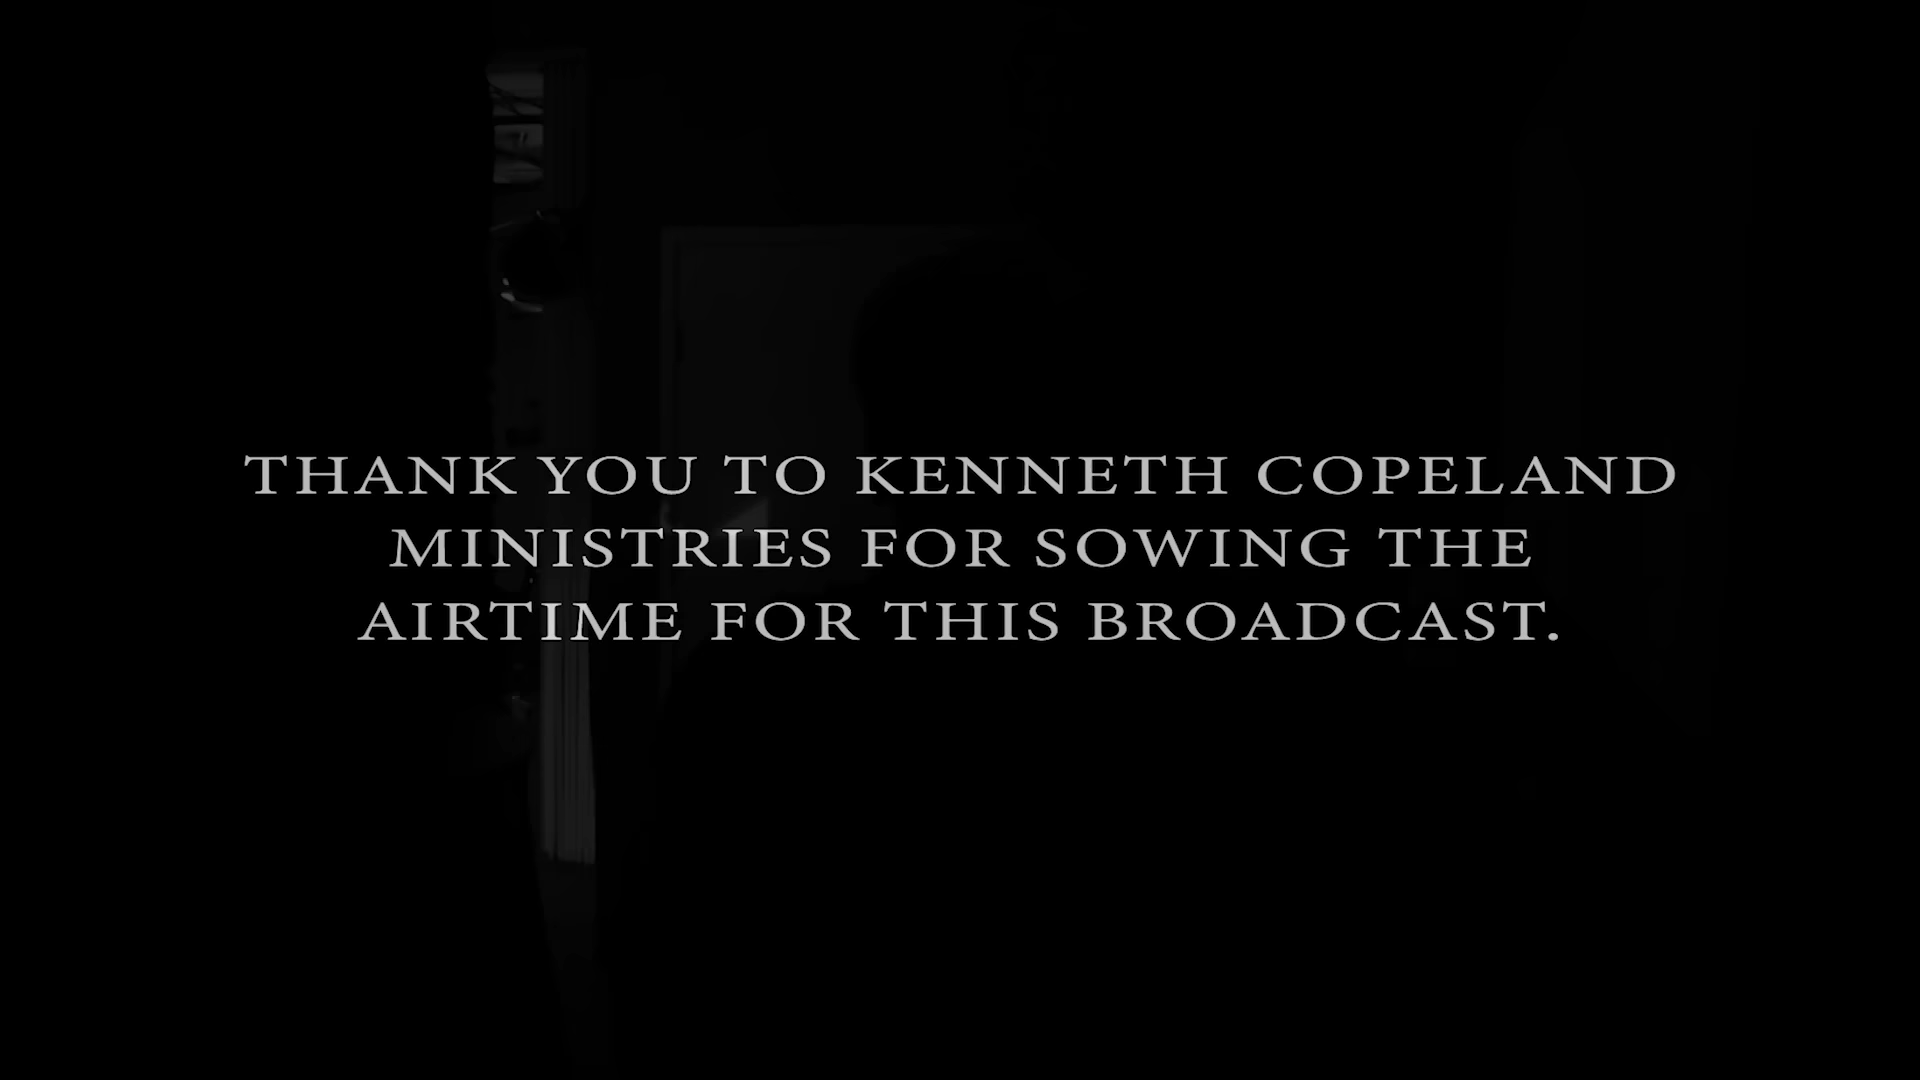 THANK YOU TO KENNETH COPELAND
MINISTRIES FOR SOWING THE
AIRTIME FOR THIS BROADCAST.